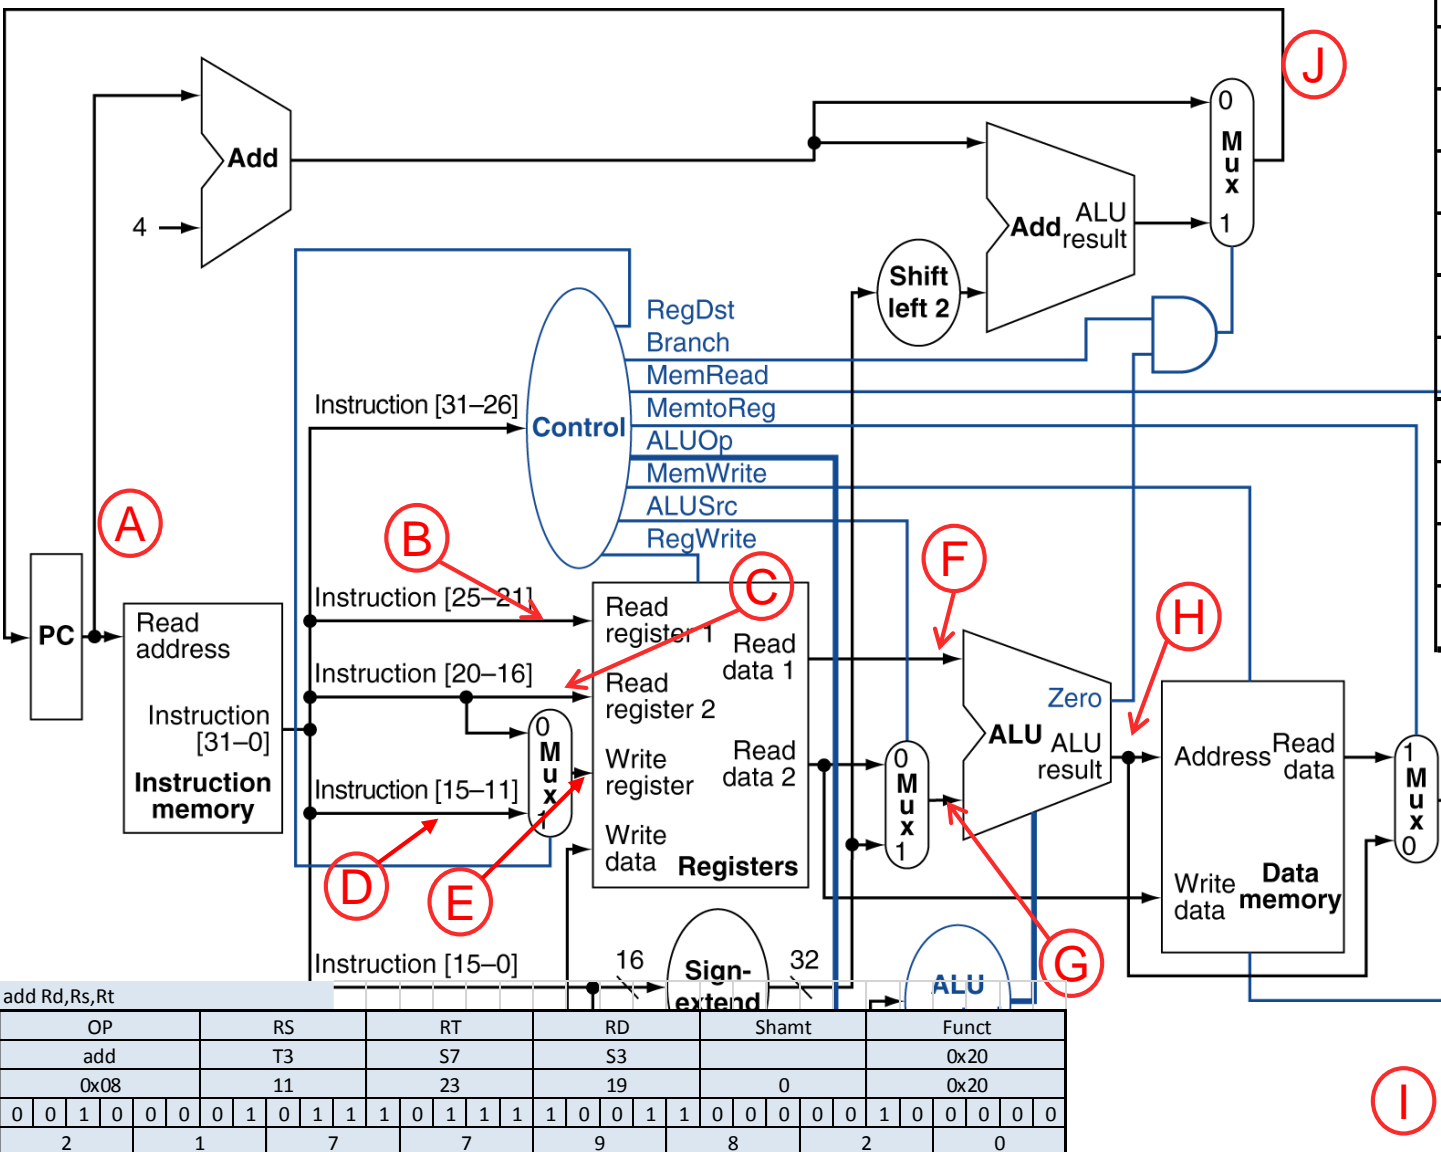 J
0
Mux
1
Add
4
Add
ALU
result
Shift
left 2
RegDst
Branch
MemRead
MemtoReg
ALUOp
MemWrite
ALUSrc
RegWrite
Instruction [31–26]
Control
A
B
C
F
H
Instruction [25–21]
PC
Read
address
Instruction
[31–0]
Instruction
memory
Read
register 1
Read
data 1
Instruction [20–16]
Read
register 2
0
Mux
1
Write
register
Read
data 2
Instruction [15–11]
Write
data
Registers
0
Mux
1
Zero
ALU
ALU
result
Address
Read
data
Write
data
Data
memory
1
Mux
0
D
E
G
Instruction [15–0]
16
Sign-
extend
32
ALU
I
add Rd,Rs,Rt
OP RS RT RD Shamt Funct
add T3 S7 S3 0x20
0x08 11 23 19 0 0x20
0 0 1 0 0 0 0 1 0 1 1 1 0 1 1 1 1 0 0 1 1 0 0 0 0 0 1 0 0 0 0 0
2 1 7 7 9 8 2 0